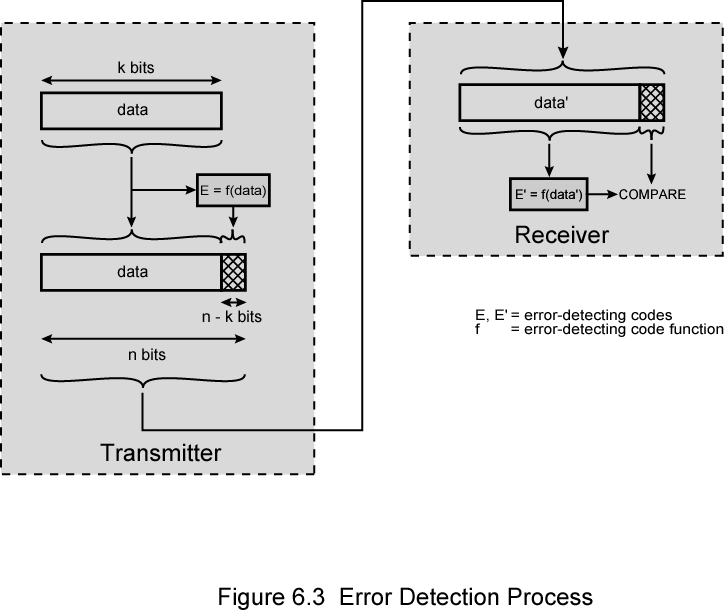 k bits
data
E = f(data)
data
n - k bits
n bits
Transmitter
data'
E' = f(data')
COMPARE
Receiver
E, E' = error-detecting codes
f = error-detecting code function
Figure 6.3 Error Detection Process